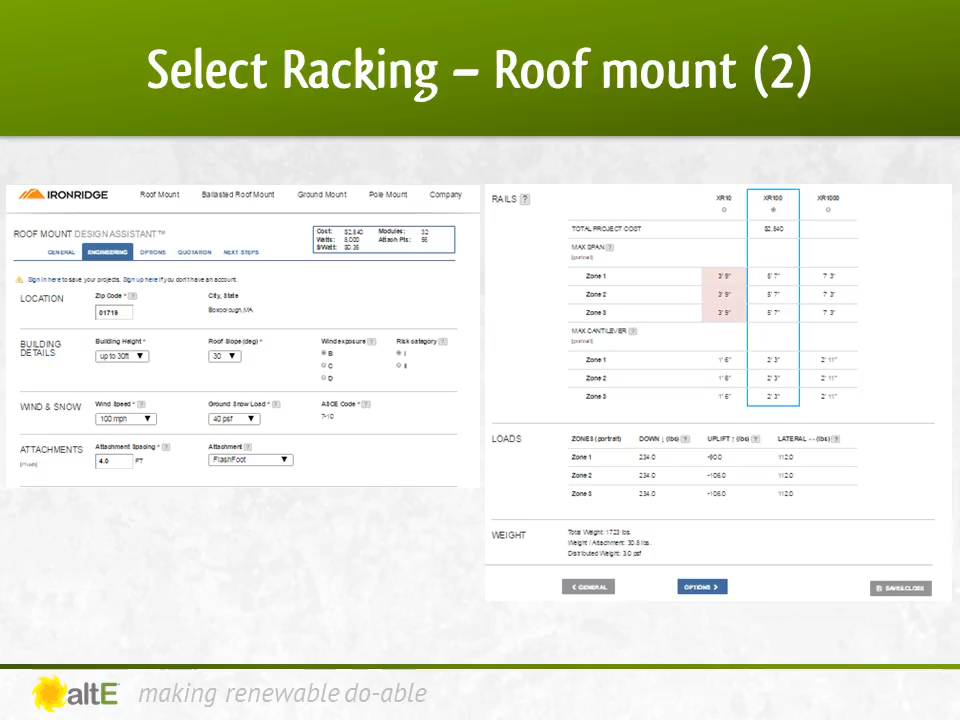 Select Racking – Roof mount (2)
IRONRIDGE Roof Mount Ballasted Roof Mount Ground Mount Pole Mount Company
ROOF MOUNT DESIGN ASSISTANT™
Cost: $2,840 Modules: 32
Watts: 8,000 Attach Pts: 56
$/Watt: $0.36
GENERAL ENGINEERING OPTIONS QUOTATION NEXT STEPS
Sign in here to save your projects. Sign up here if you don't have an account.
LOCATION Zip Code * ? City, State
01719 Boxborough, MA
BUILDING DETAILS Building Height * Roof Slope (deg) * Wind exposure ? Risk category ?
up to 30ft ▼ 30 ▼ B I
C II
D
WIND & SNOW Wind Speed * ? Ground Snow Load * ? ASCE Code * ?
100 mph ▼ 40 psf ▼ 7-10
ATTACHMENTS Attachment Spacing * ? Attachment ?
4.0 FT FlashFoot ▼
RAILS ? XR10 XR100 XR1000
TOTAL PROJECT COST $2,840
MAX SPAN ?
(portrait)
Zone 1 3' 9" 5' 7" 7' 3"
Zone 2 3' 9" 5' 7" 7' 3"
Zone 3 3' 9" 5' 7" 7' 3"
MAX CANTILEVER ?
(portrait)
Zone 1 1' 6" 2' 3" 2' 11"
Zone 2 1' 6" 2' 3" 2' 11"
Zone 3 1' 6" 2' 3" 2' 11"
LOADS ZONES (portrait) DOWN ↓ (lbs) ? UPLIFT ↑ (lbs) ? LATERAL - - (lbs) ?
Zone 1 234.0 -90.0 112.0
Zone 2 234.0 -106.0 112.0
Zone 3 234.0 -106.0 112.0
WEIGHT Total Weight: 1723 lbs.
Weight / Attachment: 30.8 lbs.
Distributed Weight: 3.0 psf
< GENERAL OPTIONS > SAVE & CLOSE
altE making renewable do-able